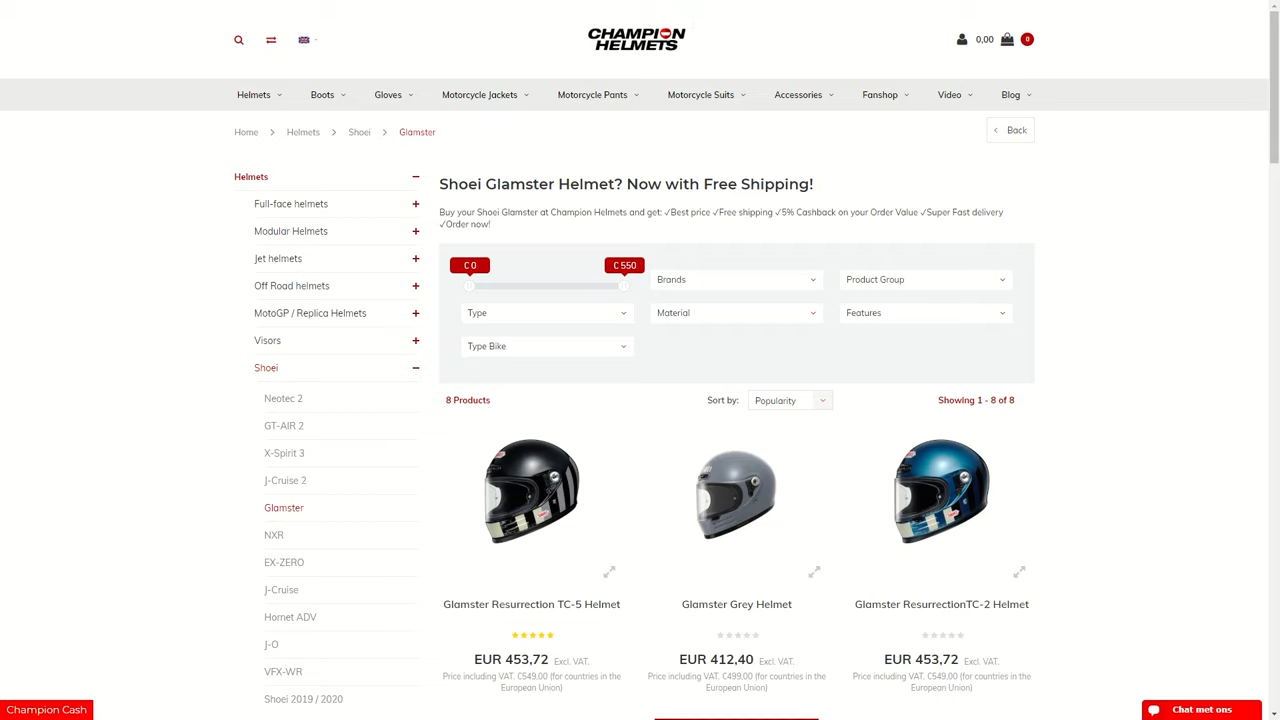 CHAMPION
HELMETS
0,00
0
Helmets
Boots
Gloves
Motorcycle Jackets
Motorcycle Pants
Motorcycle Suits
Accessories
Fanshop
Video
Blog
Home
Helmets
Shoei
Glamster
Back
Helmets
Full-face helmets
Modular Helmets
Jet helmets
Off Road helmets
MotoGP / Replica Helmets
Visors
Shoei
Neotec 2
GT-AIR 2
X-Spirit 3
J-Cruise 2
Glamster
NXR
EX-ZERO
J-Cruise
Hornet ADV
J-O
VFX-WR
Shoei 2019 / 2020
Shoei Glamster Helmet? Now with Free Shipping!
Buy your Shoei Glamster at Champion Helmets and get: ✓Best price ✓Free shipping ✓5% Cashback on your Order Value ✓Super Fast delivery
✓Order now!
€ 0
€ 550
Brands
Product Group
Type
Material
Features
Type Bike
8 Products
Sort by:
Popularity
Showing 1 - 8 of 8
Glamster Resurrection TC-5 Helmet
EUR 453,72 Excl. VAT.
Price including VAT. €549,00 (for countries in the
European Union)
Glamster Grey Helmet
EUR 412,40 Excl. VAT.
Price including VAT. €499,00 (for countries in the
European Union)
Glamster ResurrectionTC-2 Helmet
EUR 453,72 Excl. VAT.
Price including VAT. €549,00 (for countries in the
European Union)
Champion Cash
Chat met ons